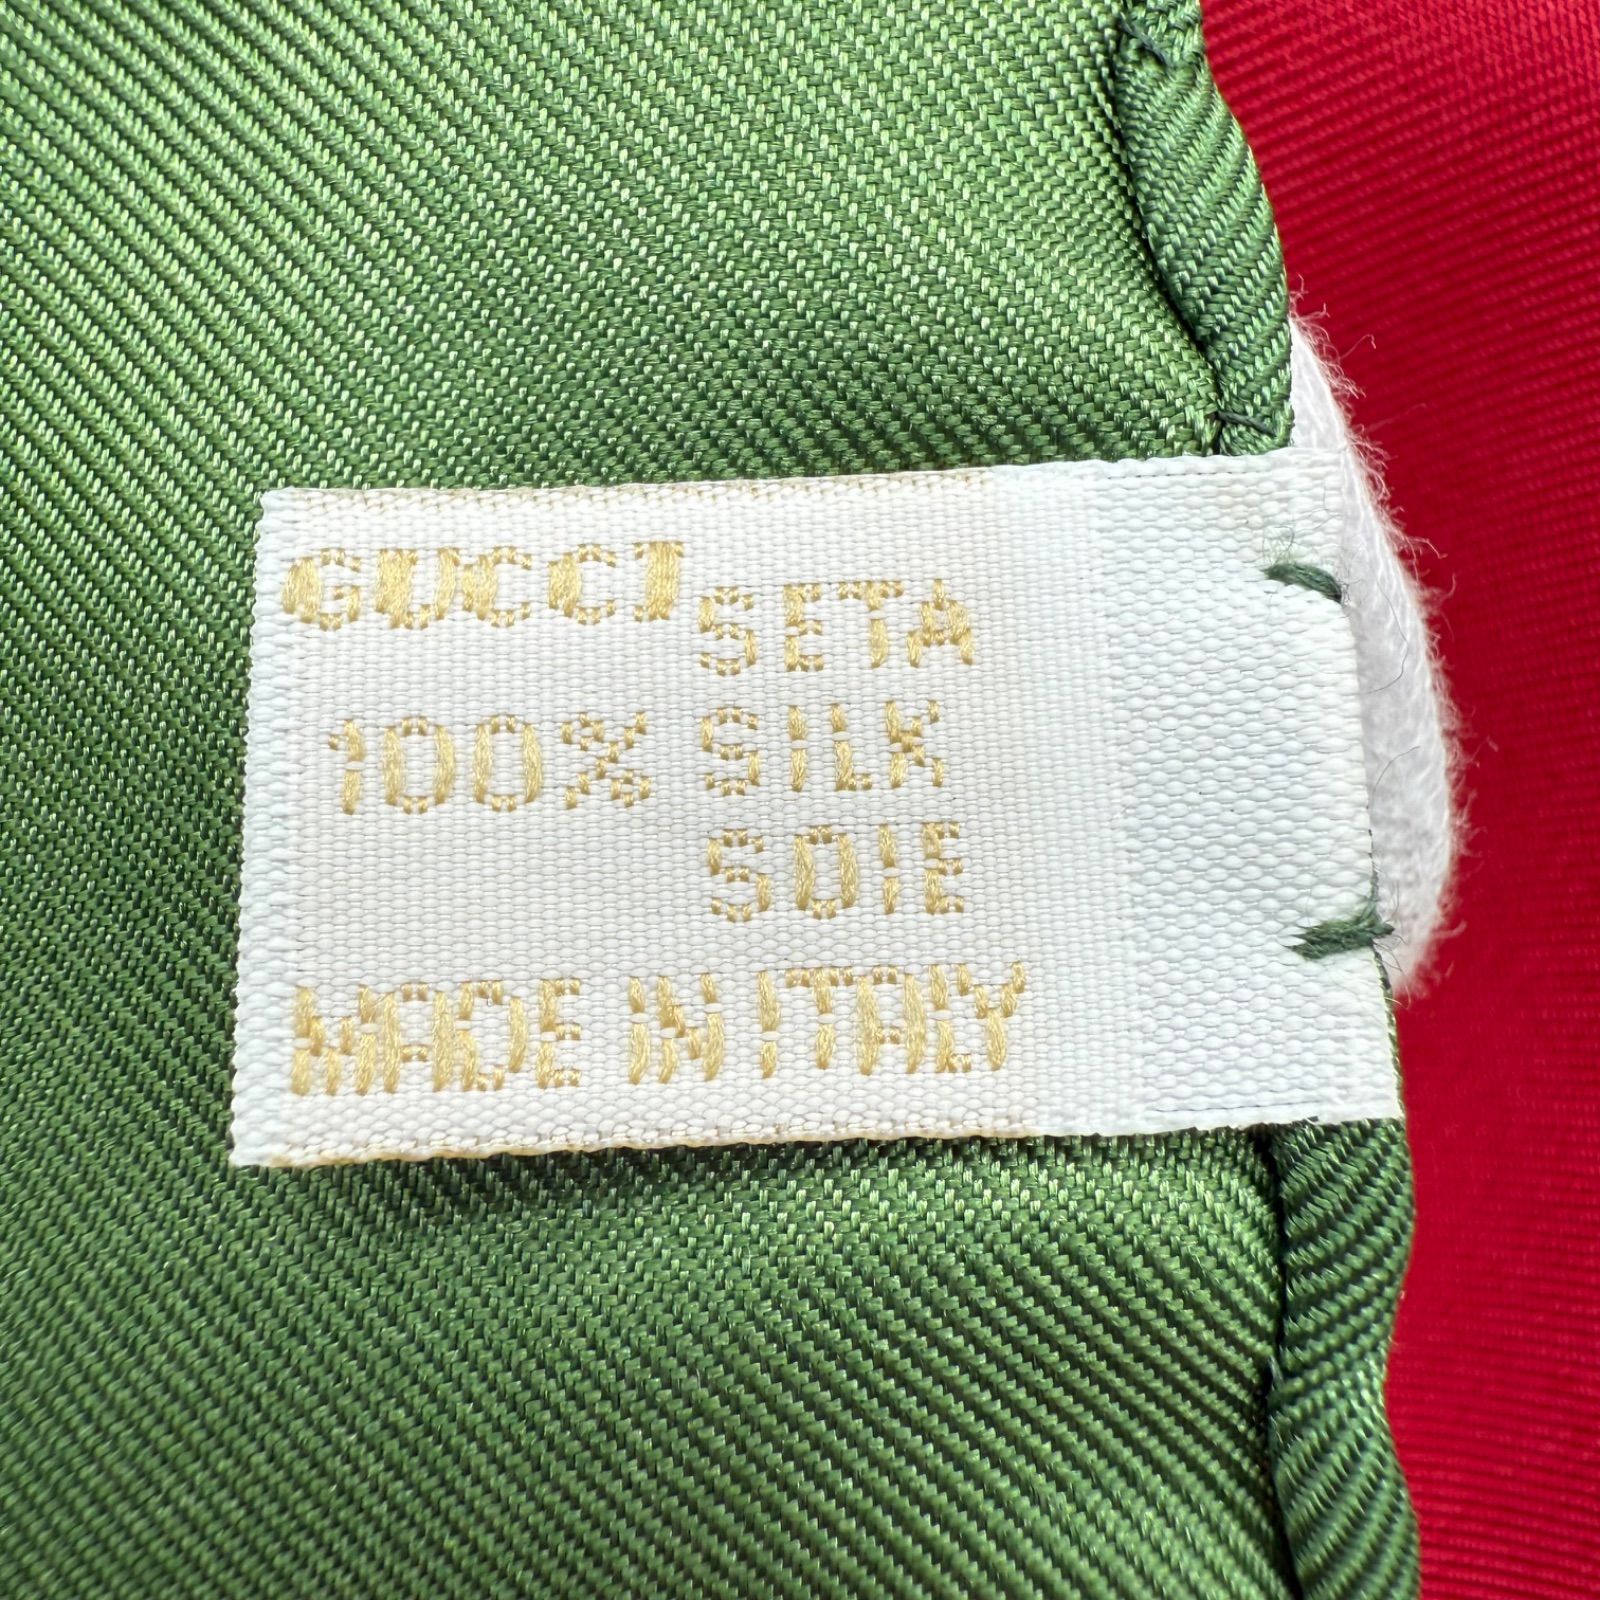 GUCCI SETA
100% SILK
SOIE
MADE IN ITALY